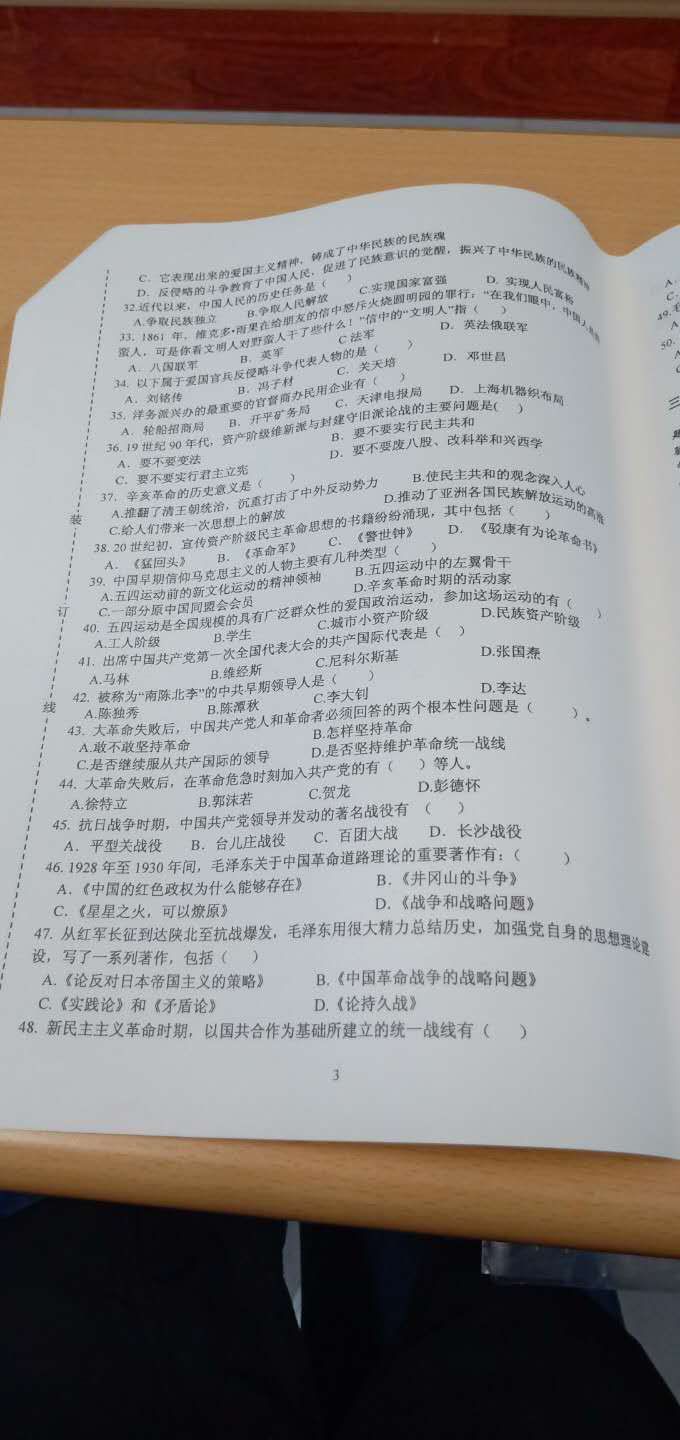 C．它表现出来的爱国主义精神，铸成了中华民族的民族魂
D．反侵略的斗争教育了中国人民，促进了民族意识的觉醒，振兴了中华民族的民族精神
32.近代以来，中国人民的历史任务是（ ）
A.争取民族独立 B.争取人民解放 C.实现国家富强 D．实现人民富裕
33．1861 年，维克多•雨果在给朋友的信中怒斥火烧圆明园的罪行：“在我们眼中，中国人
蛮人，可是你看文明人对野蛮人干了些什么！”信中的“文明人”指（ ）
A．八国联军 B．英军 C 法军 D．英法俄联军
34．以下属于爱国官兵反侵略斗争代表人物的是（ ）
A．刘铭传 B．冯子材 C．关天培 D．邓世昌
35．洋务派兴办的最重要的官督商办民用企业有（ ）
A．轮船招商局 B．开平矿务局 C．天津电报局 D．上海机器织布局
36. 19 世纪 90 年代，资产阶级维新派与封建守旧派论战的主要问题是( )
A．要不要变法 B．要不要实行民主共和
C．要不要实行君主立宪 D．要不要废八股、改科举和兴西学
37．辛亥革命的历史意义是（ ）
A.推翻了清王朝统治，沉重打击了中外反动势力 B.使民主共和的观念深入人心
C.给人们带来一次思想上的解放 D.推动了亚洲各国民族解放运动的高涨
38. 20 世纪初，宣传资产阶级民主革命思想的书籍纷纷涌现，其中包括（ ）
A．《猛回头》 B．《革命军》 C．《警世钟》 D．《驳康有为论革命书》
39．中国早期信仰马克思主义的人物主要有几种类型（ ）
A.五四运动前的新文化运动的精神领袖 B.五四运动中的左翼骨干
C.一部分原中国同盟会会员 D.辛亥革命时期的活动家
40．五四运动是全国规模的具有广泛群众性的爱国政治运动，参加这场运动的有（ ）
A.工人阶级 B.学生 C.城市小资产阶级 D.民族资产阶级
41．出席中国共产党第一次全国代表大会的共产国际代表是（ ）
A.马林 B.维经斯 C.尼科尔斯基 D.张国焘
42．被称为“南陈北李”的中共早期领导人是（ ）
A.陈独秀 B.陈潭秋 C.李大钊 D.李达
43．大革命失败后，中国共产党人和革命者必须回答的两个根本性问题是（ ）。
A.敢不敢坚持革命 B.怎样坚持革命
C.是否继续服从共产国际的领导 D.是否坚持维护革命统一战线
44．大革命失败后，在革命危急时刻加入共产党的有（ ）等人。
A.徐特立 B.郭沫若 C.贺龙 D.彭德怀
45．抗日战争时期，中国共产党领导并发动的著名战役有 （ ）
A．平型关战役 B．台儿庄战役 C．百团大战 D．长沙战役
46. 1928 年至 1930 年间，毛泽东关于中国革命道路理论的重要著作有：（ ）
A．《中国的红色政权为什么能够存在》 B．《井冈山的斗争》
C．《星星之火，可以燎原》 D．《战争和战略问题》
47．从红军长征到达陕北至抗战爆发，毛泽东用很大精力总结历史，加强党自身的思想理论建
设，写了一系列著作，包括（ ）
A.《论反对日本帝国主义的策略》 B.《中国革命战争的战略问题》
C.《实践论》和《矛盾论》 D.《论持久战》
48．新民主主义革命时期，以国共合作为基础所建立的统一战线有（ ）
3
装
订
线
A.
C.
49.
A
50.
三